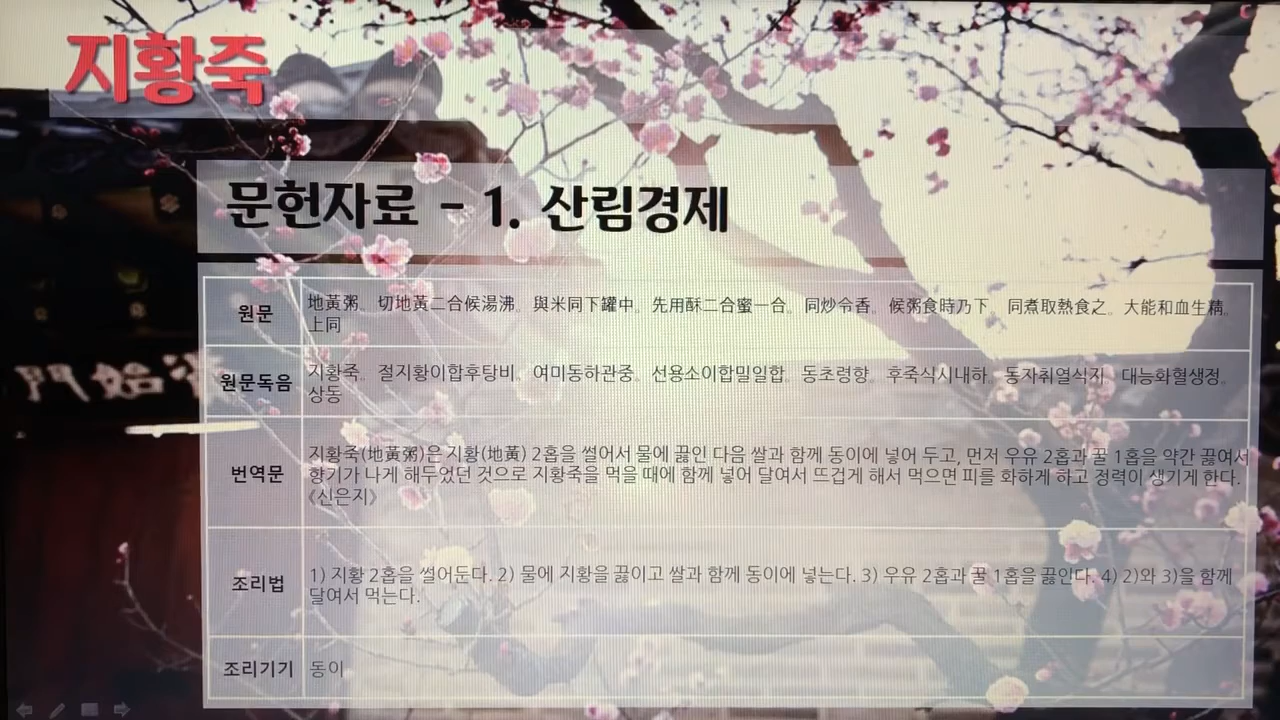 지황죽
문헌자료 - 1. 산림경제
원문
地黃粥。 切地黃二合候湯沸。 與米同下罐中。 先用酥二合蜜一合。 同炒令香。 候粥食時乃下。 同煮取熱食之。 大能和血生精。
上同
원문독음
지황죽。 절지황이합후탕비。 여미동하관중。 선용소이합밀일합。 동초령향。 후죽식시내하。 동자취열식지。 대능화혈생정。
상동
번역문
지황죽(地黃粥)은 지황(地黃) 2홉을 썰어서 물에 끓인 다음 쌀과 함께 동이에 넣어 두고, 먼저 우유 2홉과 꿀 1홉을 약간 끓여서
향기가 나게 해두었던 것으로 지황죽을 먹을 때에 함께 넣어 달여서 뜨겁게 해서 먹으면 피를 화하게 하고 정력이 생기게 한다.
《신은지》
조리법
1) 지황 2홉을 썰어둔다. 2) 물에 지황을 끓이고 쌀과 함께 동이에 넣는다. 3) 우유 2홉과 꿀 1홉을 끓인다. 4) 2)와 3)을 함께
달여서 먹는다.
조리기기
동이